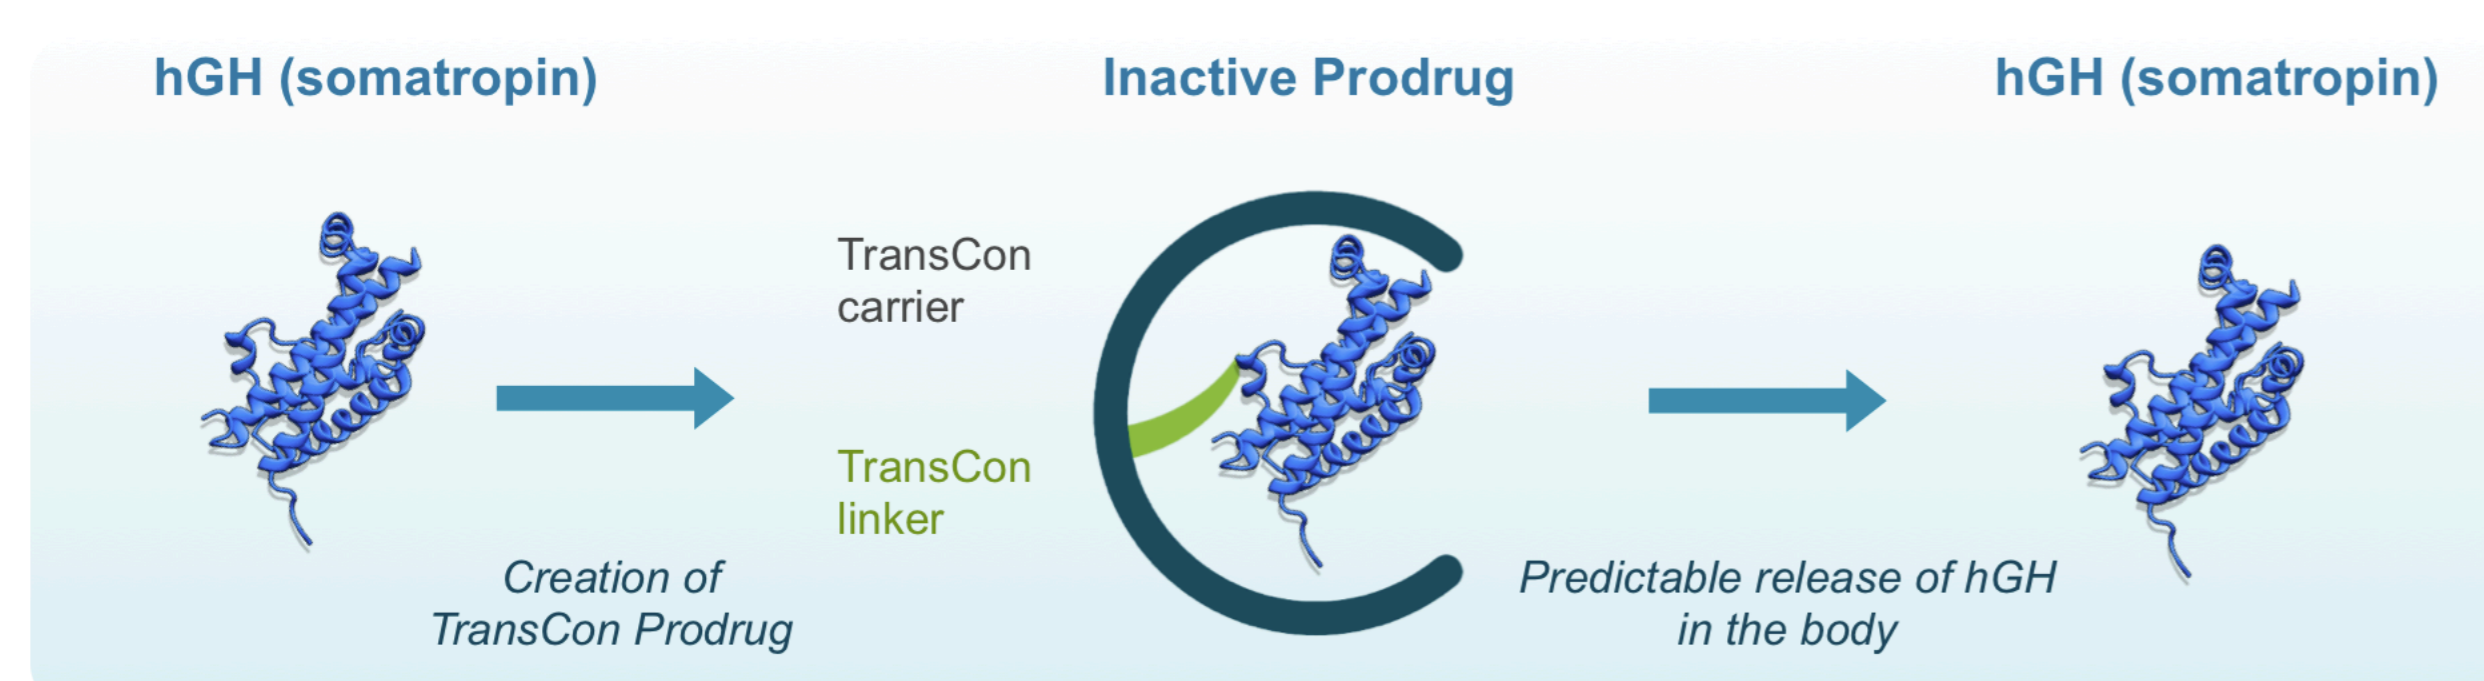 hGH (somatropin)
Inactive Prodrug
hGH (somatropin)
TransCon
carrier
TransCon
linker
Creation of
TransCon Prodrug
Predictable release of hGH
in the body